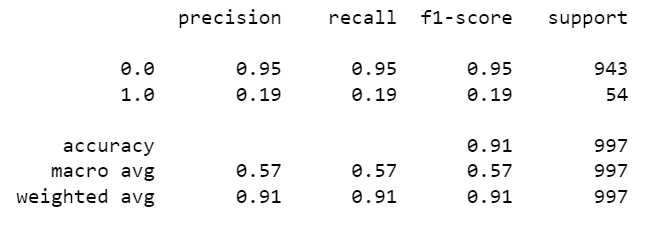 precision recall f1-score support
0.0 0.95 0.95 0.95 943
1.0 0.19 0.19 0.19 54
accuracy 0.91 997
macro avg 0.57 0.57 0.57 997
weighted avg 0.91 0.91 0.91 997